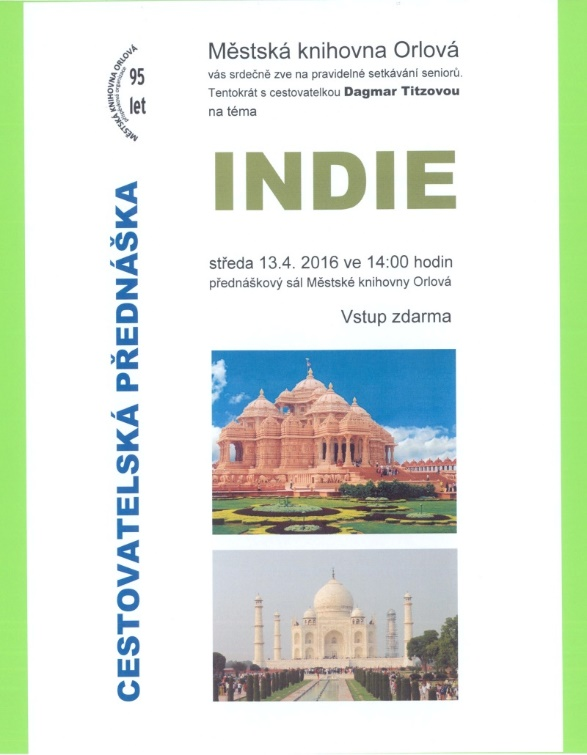 MĚSTSKÁ KNIHOVNA ORLOVÁ
příspěvková organizace
95
let
Městská knihovna Orlová
vás srdečně zve na pravidelné setkávání seniorů.
Tentokrát s cestovatelkou Dagmar Titzovou
na téma
INDIE
středa 13.4. 2016 ve 14:00 hodin
přednáškový sál Městské knihovny Orlová
Vstup zdarma
CESTOVATELSKÁ PŘEDNÁŠKA